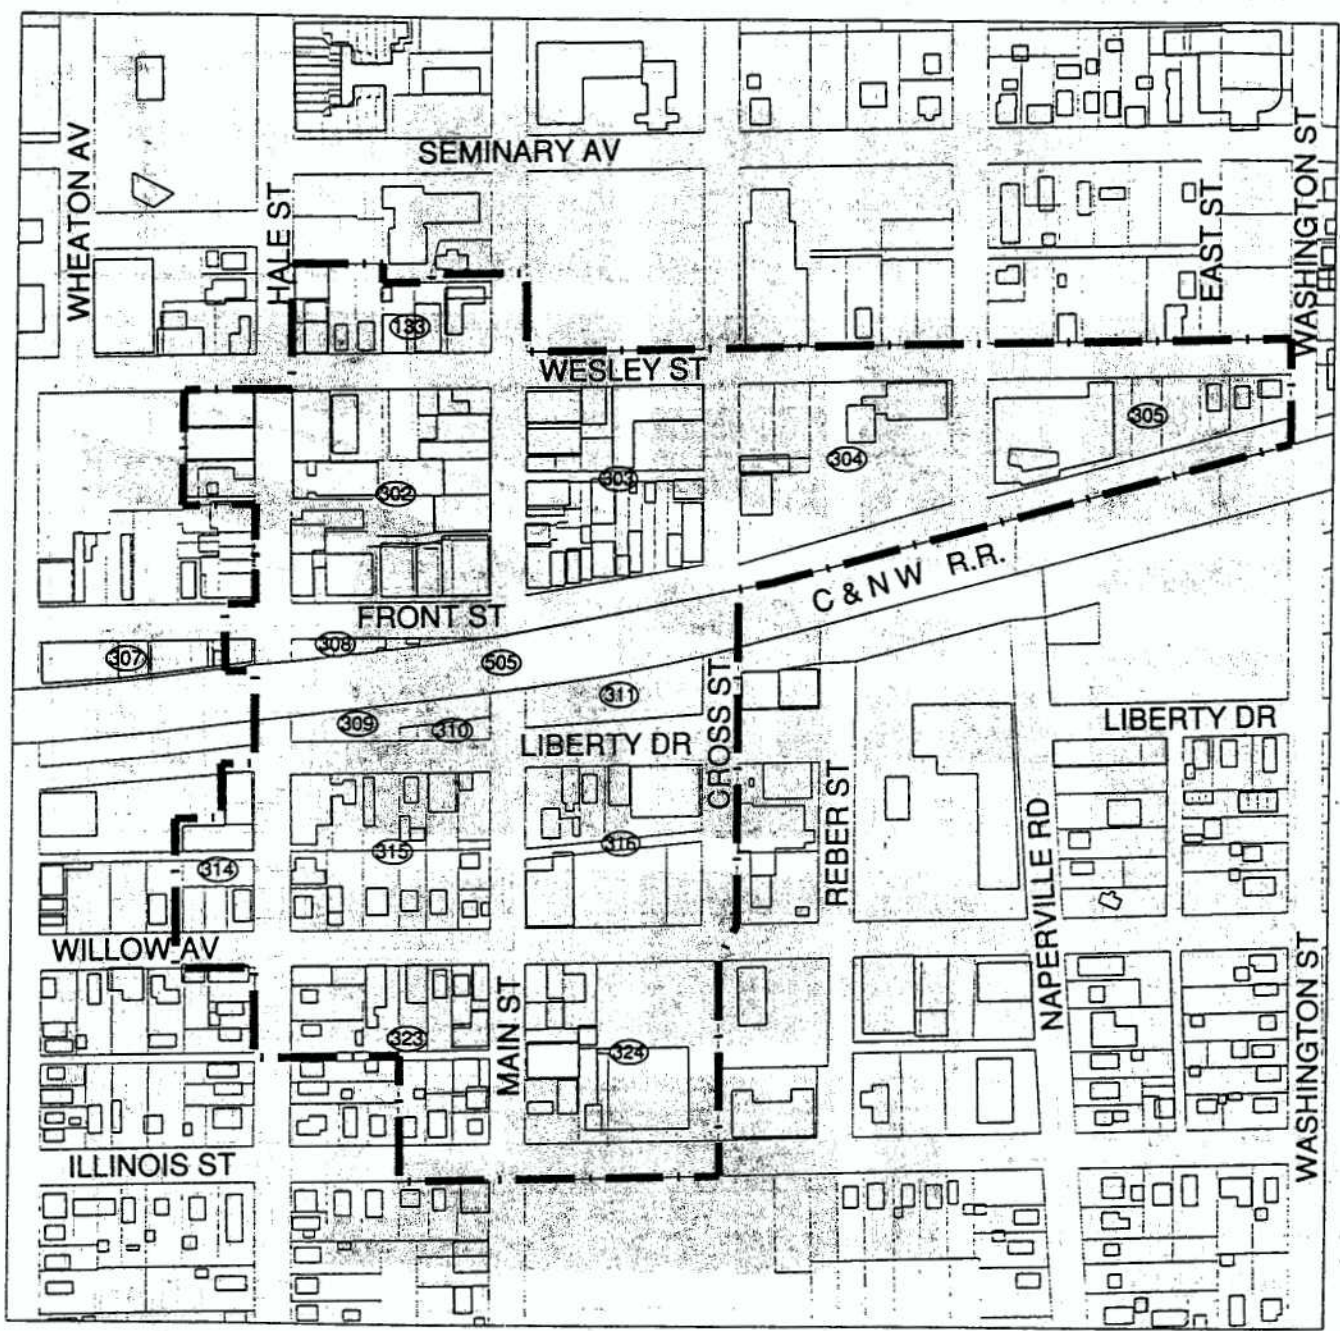 SEMINARY AV
WHEATON AV
HALE ST
EAST ST
WASHINGTON ST
133
WESLEY ST
305
304
303
302
C & N W R.R.
FRONT ST
308
307
505
311
309
310
LIBERTY DR
CROSS ST
LIBERTY DR
REBER ST
NAPERVILLE RD
315
316
314
WILLOW AV
MAIN ST
323
324
WASHINGTON ST
ILLINOIS ST